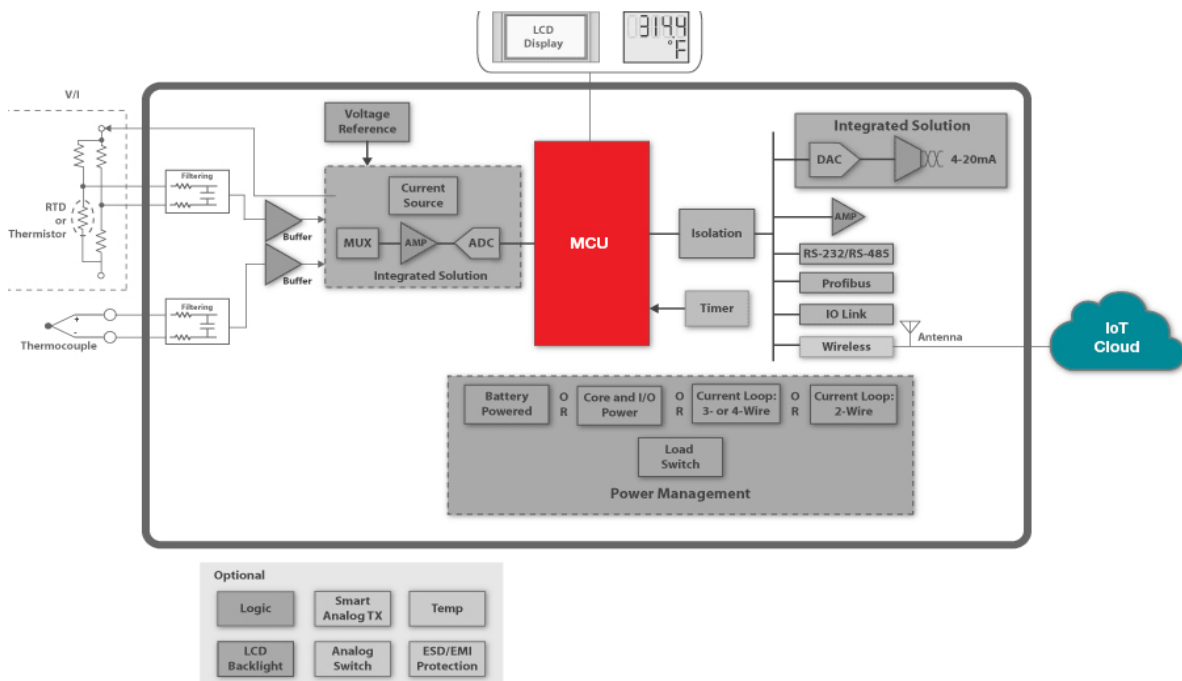 LCD
Display
314.4
°F
V/I
RTD
or
Thermistor
+
-
Thermocouple
Filtering
Filtering
Buffer
Buffer
Voltage
Reference
Current
Source
MUX
AMP
ADC
Integrated Solution
MCU
Isolation
Timer
Integrated Solution
DAC
4-20mA
AMP
RS-232/RS-485
Profibus
IO Link
Wireless
Antenna
IoT
Cloud
Battery
Powered
O
R
Core and I/O
Power
O
R
Current Loop:
3- or 4-Wire
O
R
Current Loop:
2-Wire
Load
Switch
Power Management
Optional
Logic
Smart
Analog TX
Temp
LCD
Backlight
Analog
Switch
ESD/EMI
Protection